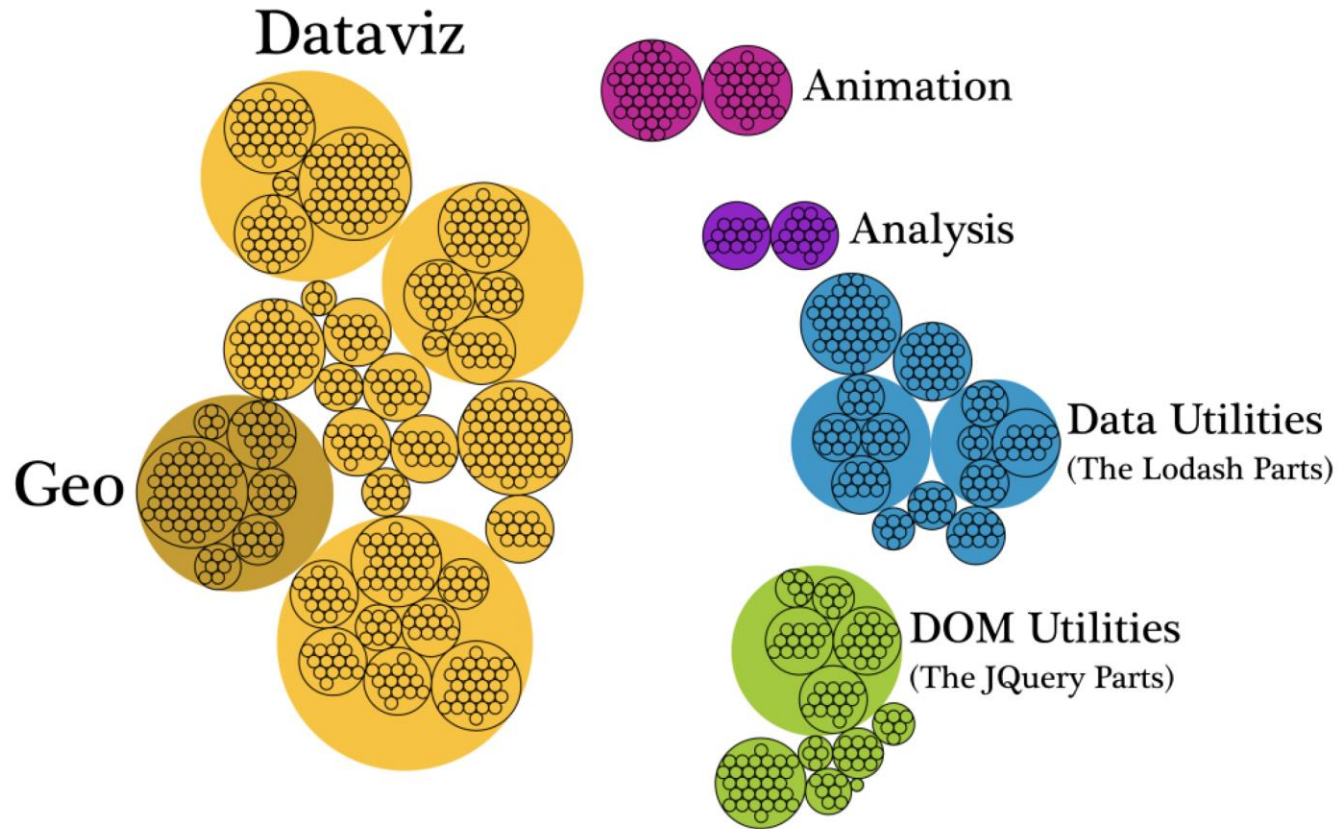 Dataviz
Animation
Analysis
Data Utilities
(The Lodash Parts)
Geo
DOM Utilities
(The JQuery Parts)